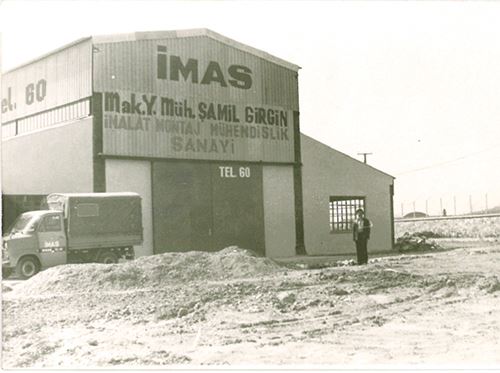 el. 60
İMAS
mak.Y. müh. ŞAMİL GİRGİN
İMALAT MONTAJ MÜHENDİSLİK
SANAYİ
TEL. 60
İMAS